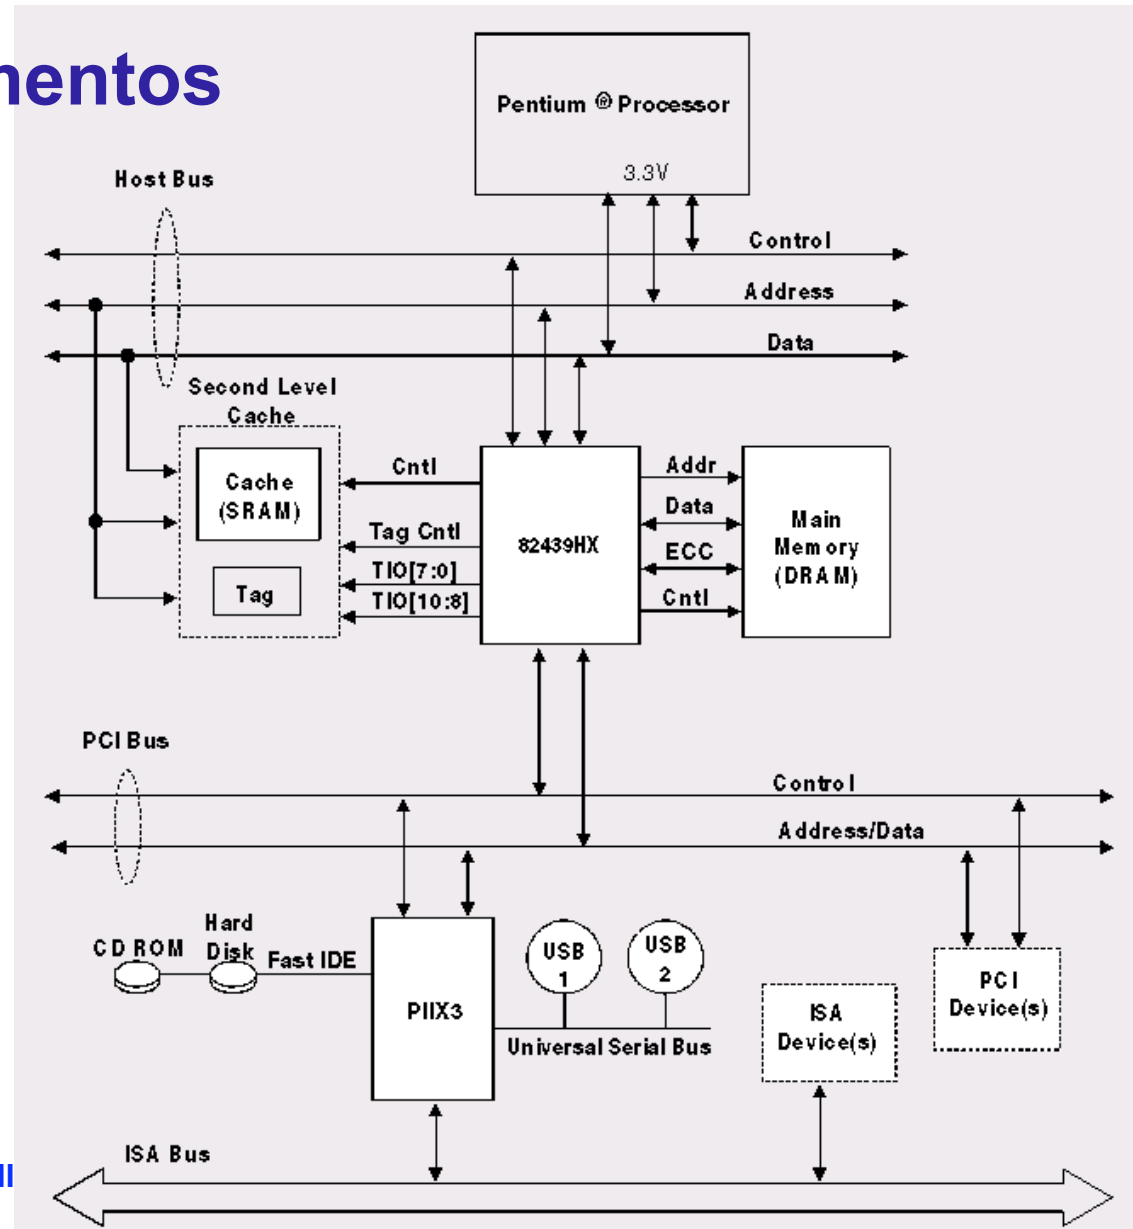 mentos
Pentium ® Processor
3.3V
Host Bus
Control
Address
Data
Second Level
Cache
Cache
(SRAM)
Tag
Cntl
Tag Cntl
TIO[7:0]
TIO[10:8]
82439HX
Addr
Data
ECC
Cntl
Main
Memory
(DRAM)
PCI Bus
Control
Address/Data
CD ROM
Hard
Disk
Fast IDE
PIIX3
USB
1
USB
2
Universal Serial Bus
ISA
Device(s)
PCI
Device(s)
ISA Bus